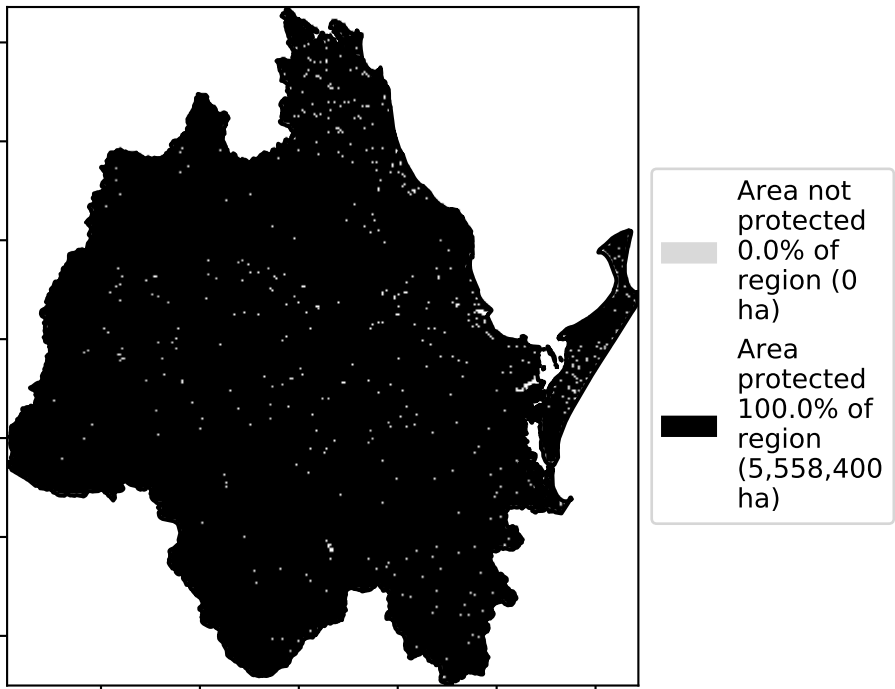 Area not
protected
0.0% of
region (0
ha)
Area
protected
100.0% of
region
(5,558,400
ha)